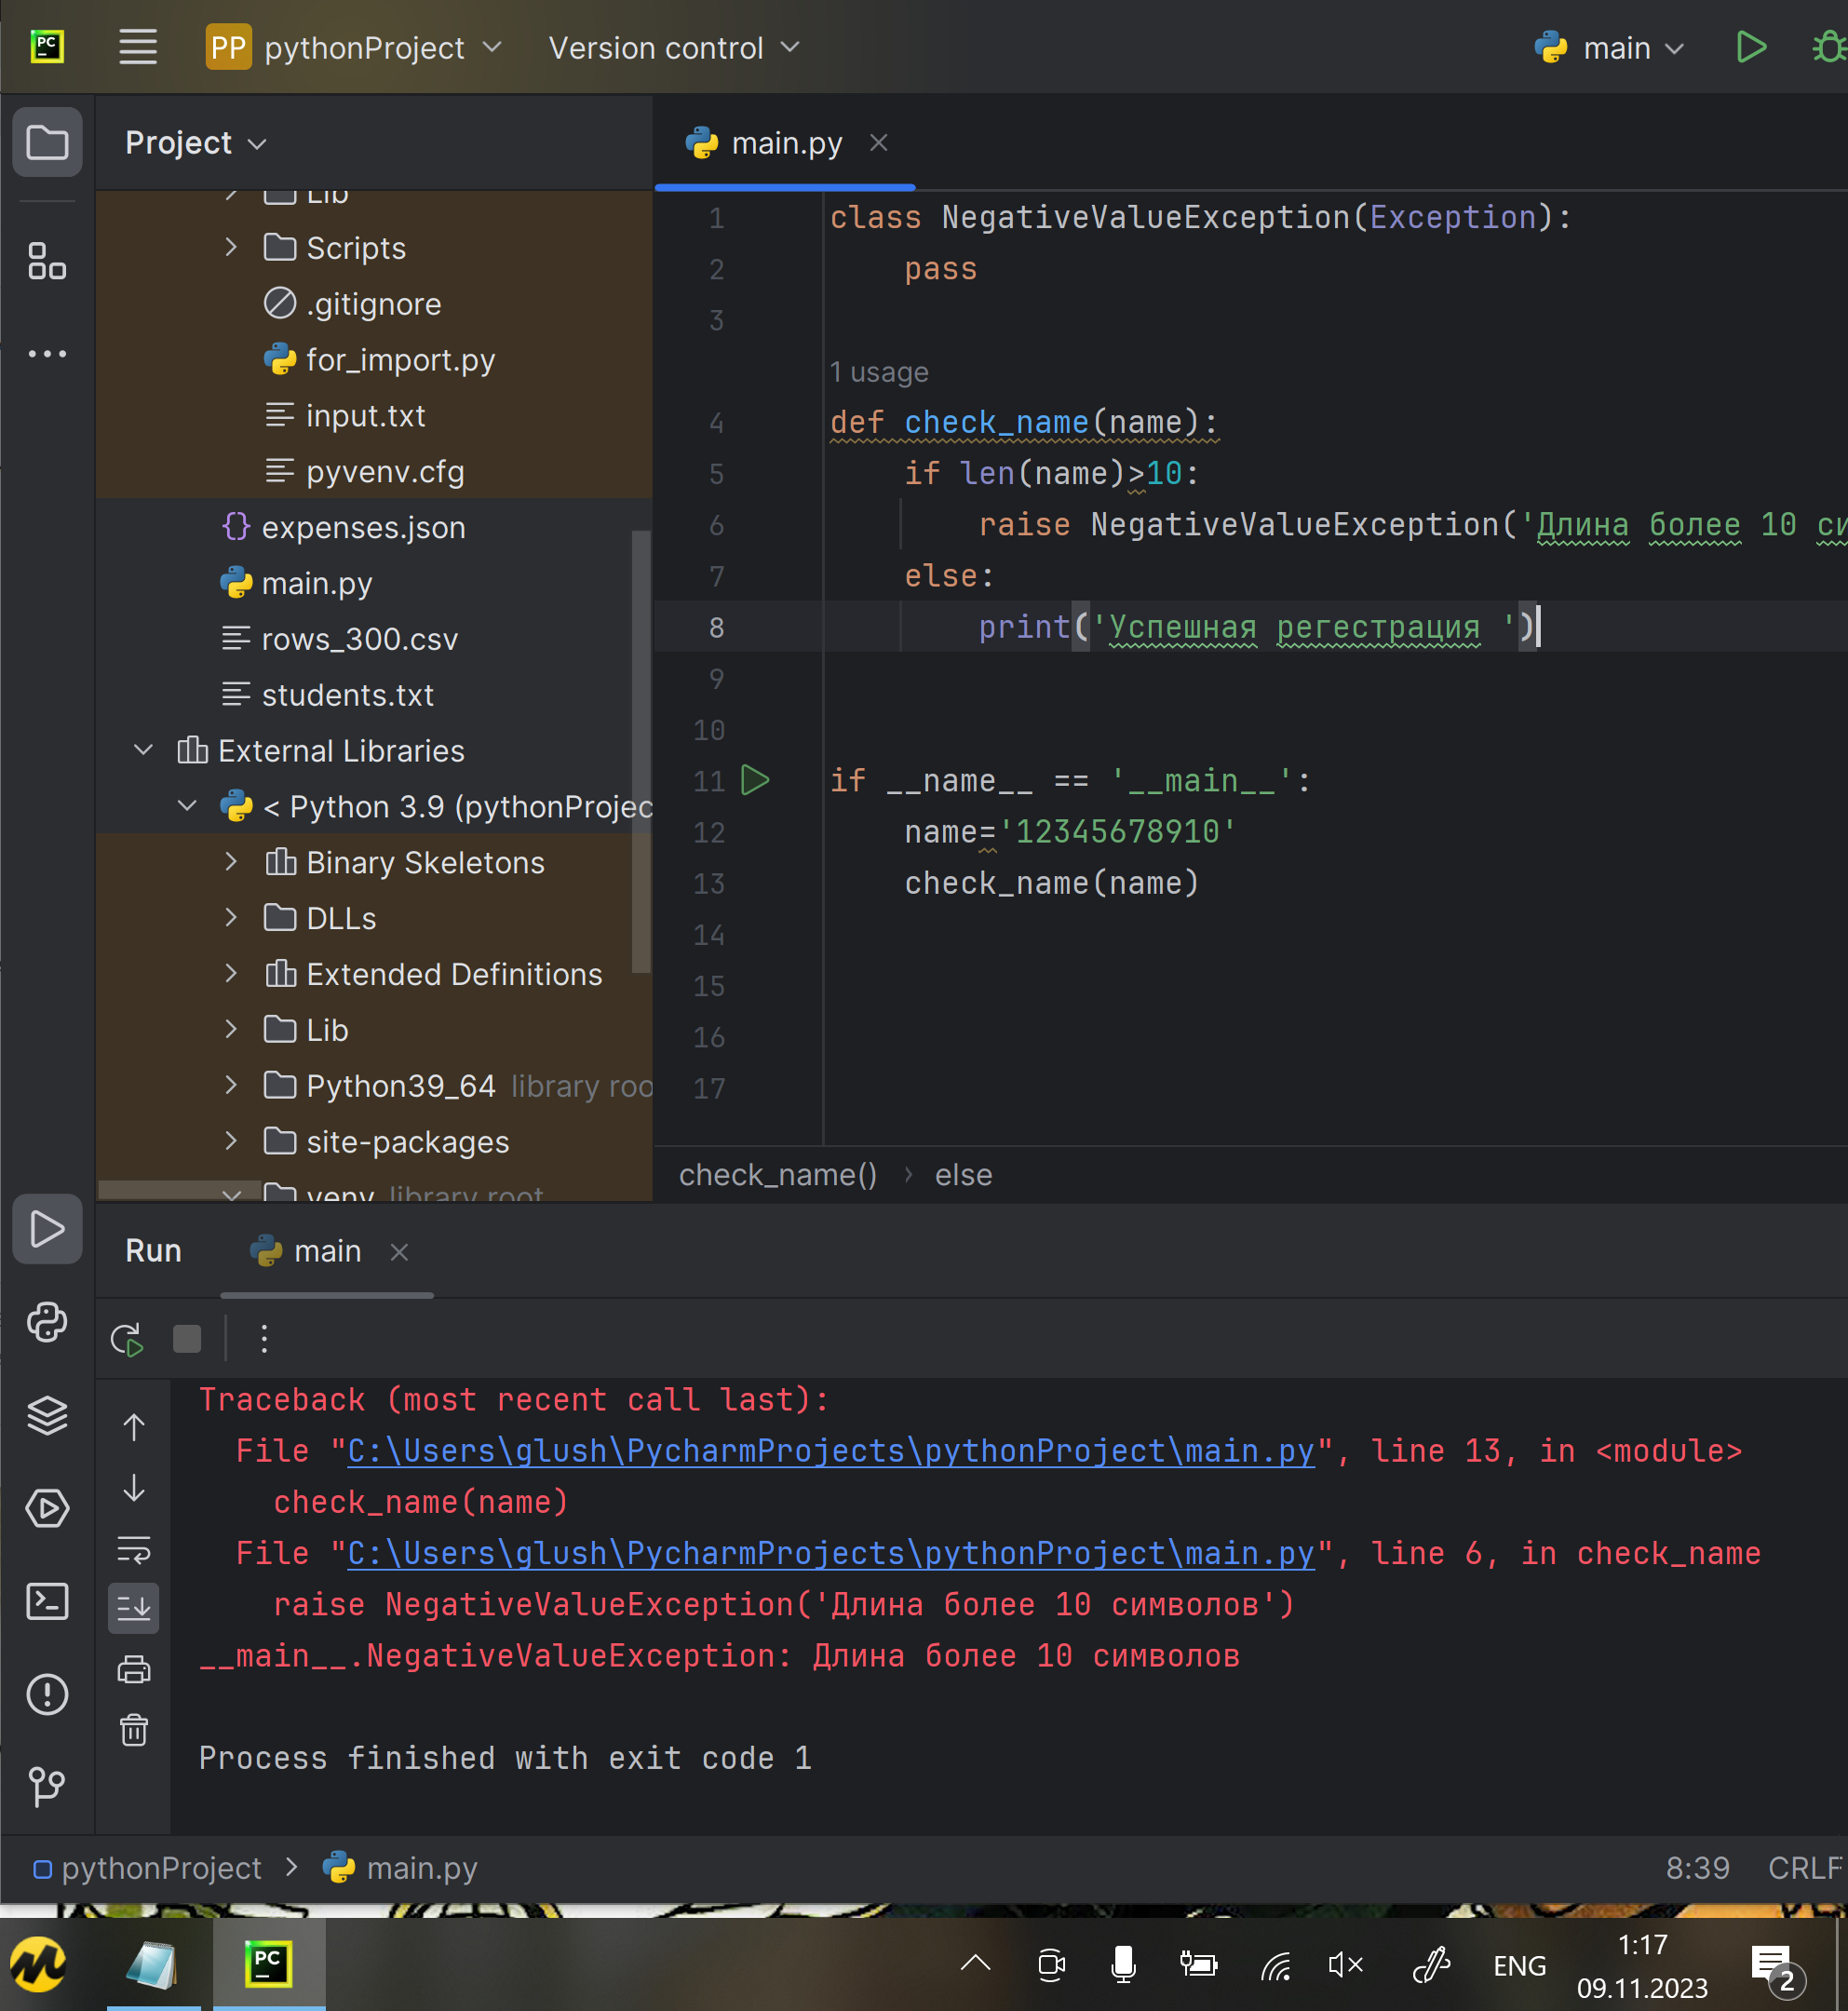 PC
PP pythonProject Version control main
Project
main.py
Lib
Scripts
.gitignore
for_import.py
input.txt
pyvenv.cfg
expenses.json
main.py
rows_300.csv
students.txt
External Libraries
< Python 3.9 (pythonProjec
Binary Skeletons
DLLs
Extended Definitions
Lib
Python39_64 library roo
site-packages
venv library root
1 class NegativeValueException(Exception):
2 pass
3
1 usage
4 def check_name(name):
5 if len(name)>10:
6 raise NegativeValueException('Длина более 10 си
7 else:
8 print('Успешная регестрация ')
9
10
11 if __name__ == '__main__':
12 name='12345678910'
13 check_name(name)
14
15
16
17
check_name() › else
Run main
Traceback (most recent call last):
File "C:\Users\glush\PycharmProjects\pythonProject\main.py", line 13, in <module>
check_name(name)
File "C:\Users\glush\PycharmProjects\pythonProject\main.py", line 6, in check_name
raise NegativeValueException('Длина более 10 символов')
__main__.NegativeValueException: Длина более 10 символов
Process finished with exit code 1
pythonProject > main.py 8:39 CRLF
PC
ENG
1:17
09.11.2023
2